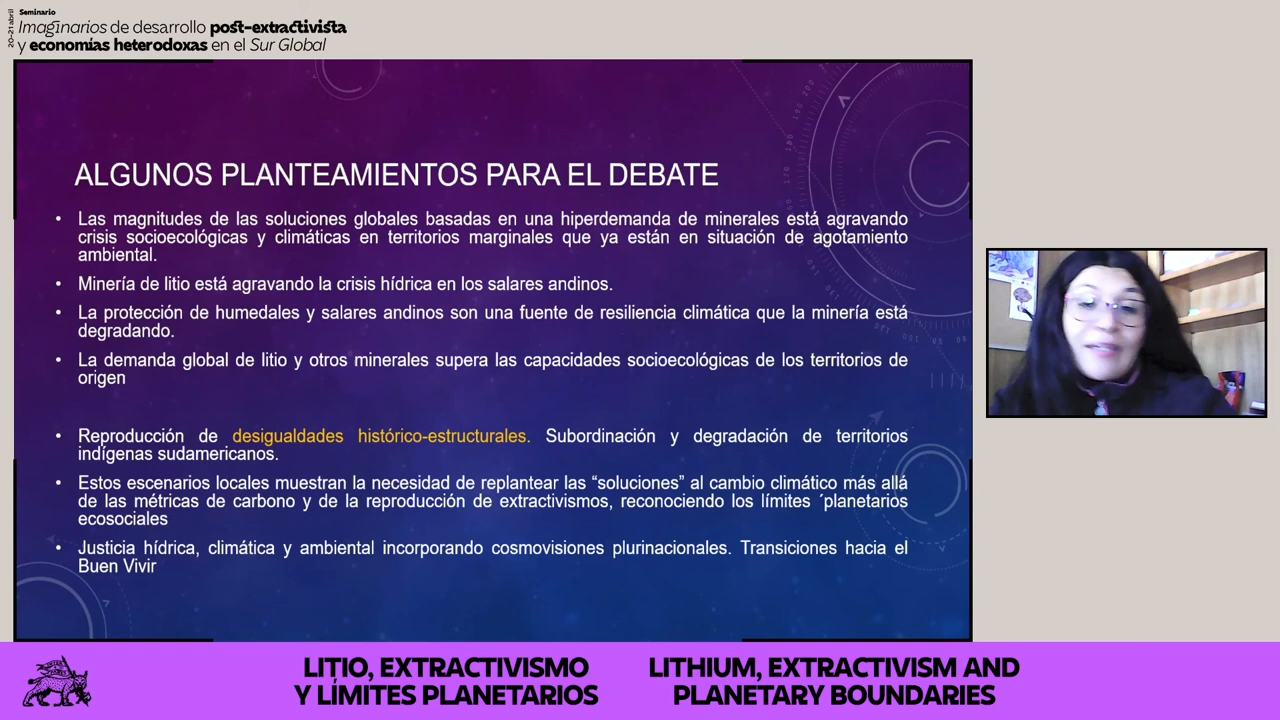 20-21 abril
Seminario
Imaginarios de desarrollo post-extractivista
y economías heterodoxas en el Sur Global
ALGUNOS PLANTEAMIENTOS PARA EL DEBATE
• Las magnitudes de las soluciones globales basadas en una hiperdemanda de minerales está agravando
crisis socioecológicas y climáticas en territorios marginales que ya están en situación de agotamiento
ambiental.
• Minería de litio está agravando la crisis hídrica en los salares andinos.
• La protección de humedales y salares andinos son una fuente de resiliencia climática que la minería está
degradando.
• La demanda global de litio y otros minerales supera las capacidades socioecológicas de los territorios de
origen
• Reproducción de desigualdades histórico-estructurales. Subordinación y degradación de territorios
indígenas sudamericanos.
• Estos escenarios locales muestran la necesidad de replantear las “soluciones” al cambio climático más allá
de las métricas de carbono y de la reproducción de extractivismos, reconociendo los límites ´planetarios
ecosociales
• Justicia hídrica, climática y ambiental incorporando cosmovisiones plurinacionales. Transiciones hacia el
Buen Vivir
LITIO, EXTRACTIVISMO
Y LÍMITES PLANETARIOS
LITHIUM, EXTRACTIVISM AND
PLANETARY BOUNDARIES